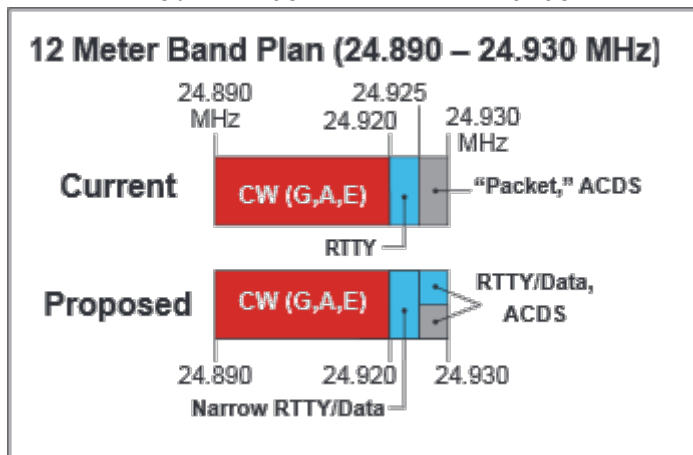 12 Meter Band Plan (24.890 – 24.930 MHz)
24.890
MHz
24.925
24.920
24.930
MHz
Current
CW (G,A,E)
“Packet,” ACDS
RTTY
Proposed
CW (G,A,E)
RTTY/Data,
ACDS
24.890
24.920
24.930
Narrow RTTY/Data